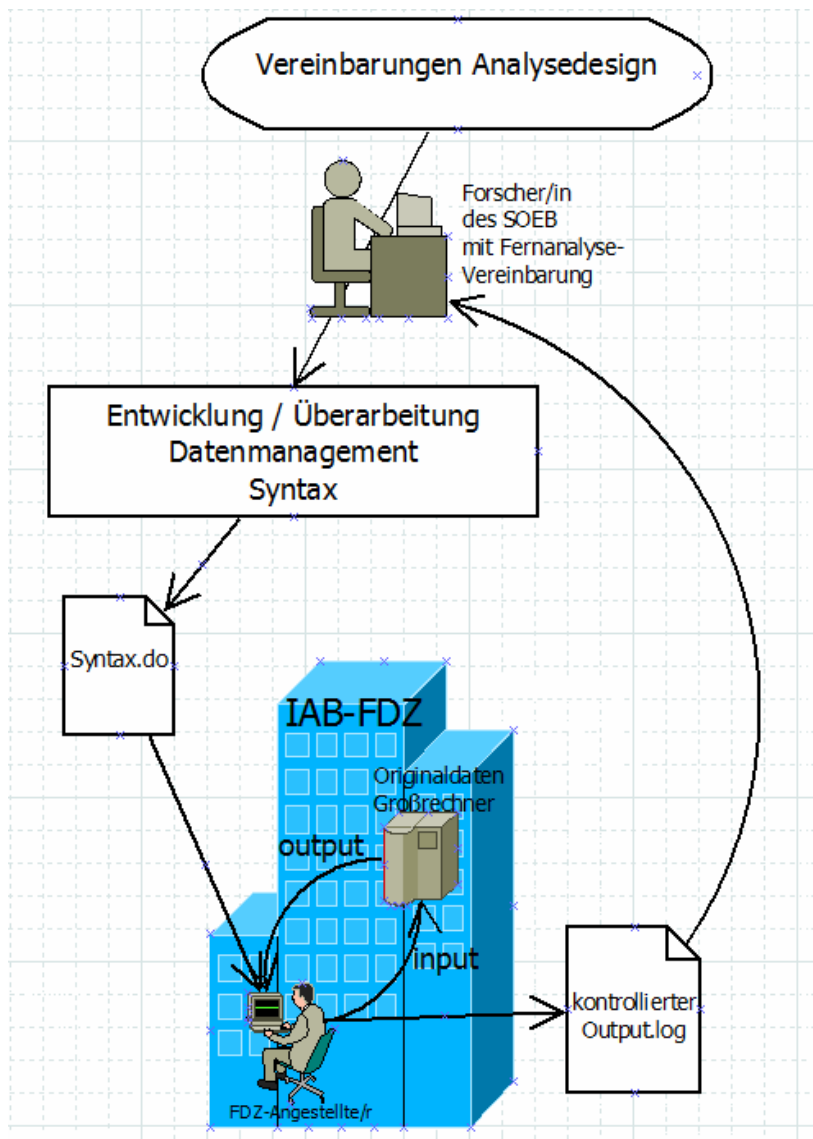 Vereinbarungen Analysedesign
Forscher/in
des SOEB
mit Fernanalyse-
Vereinbarung
Entwicklung / Überarbeitung
Datenmanagement
Syntax
Syntax.do
IAB-FDZ
Originaldaten
Großrechner
output
input
kontrollierter
Output.log
FDZ-Angestellte/r